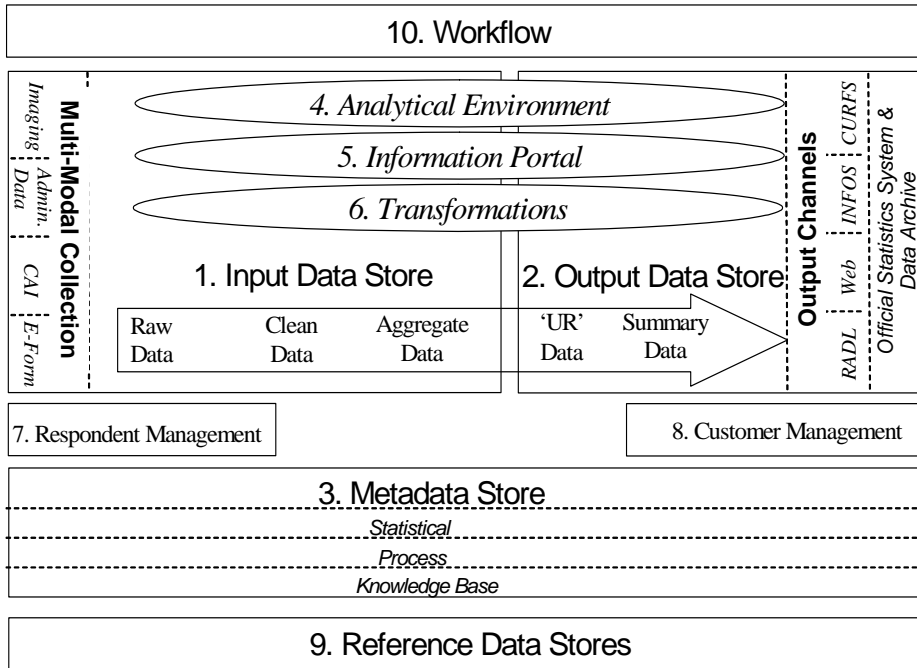 10. Workflow
Imaging
Admin.
Data
CAI
E-Form
Multi-Modal Collection
4. Analytical Environment
5. Information Portal
6. Transformations
1. Input Data Store
2. Output Data Store
Raw
Data
Clean
Data
Aggregate
Data
‘UR’
Data
Summary
Data
Output Channels
CURFS
INFOS
Web
RADL
Official Statistics System &
Data Archive
7. Respondent Management
8. Customer Management
3. Metadata Store
Statistical
Process
Knowledge Base
9. Reference Data Stores